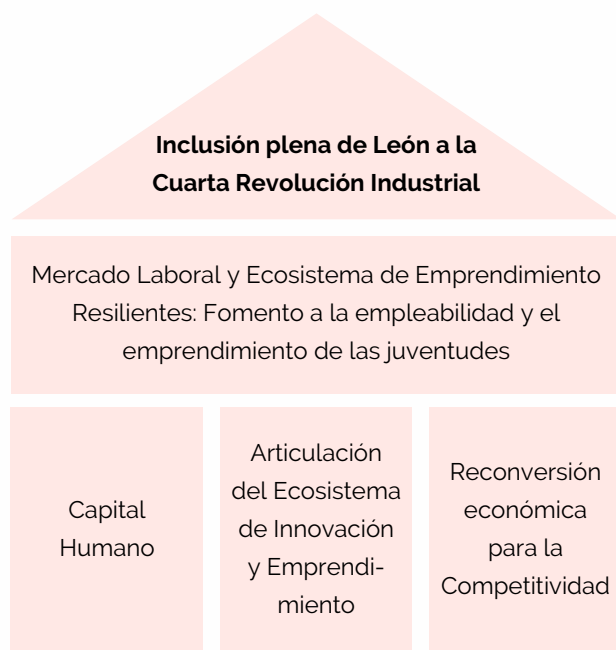 Inclusión plena de León a la
Cuarta Revolución Industrial
Mercado Laboral y Ecosistema de Emprendimiento
Resilientes: Fomento a la empleabilidad y el
emprendimiento de las juventudes
Capital
Humano
Articulación
del Ecosistema
de Innovación
y Emprendi-
miento
Reconversión
económica
para la
Competitividad